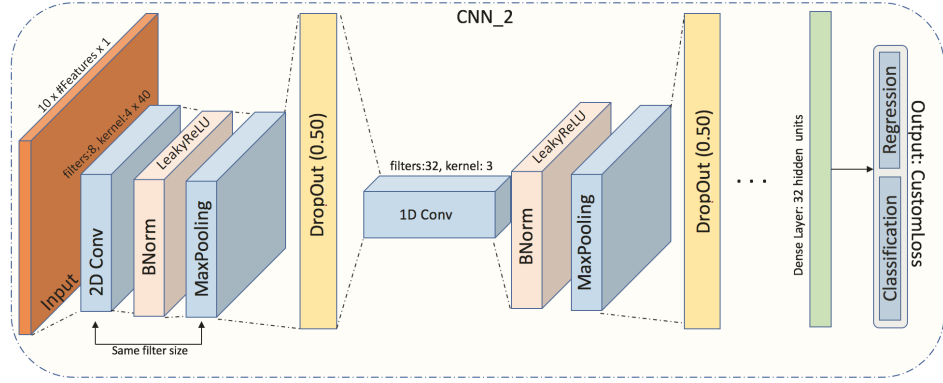 CNN_2
10 x #Features x 1
Input
filters:8, kernel:4 x 40
2D Conv
BNorm
LeakyReLU
MaxPooling
Same filter size
DropOut (0.50)
filters:32, kernel: 3
1D Conv
BNorm
LeakyReLU
MaxPooling
DropOut (0.50)
. . .
Dense Layer: 32 hidden units
Regression
Classification
Output: CustomLoss